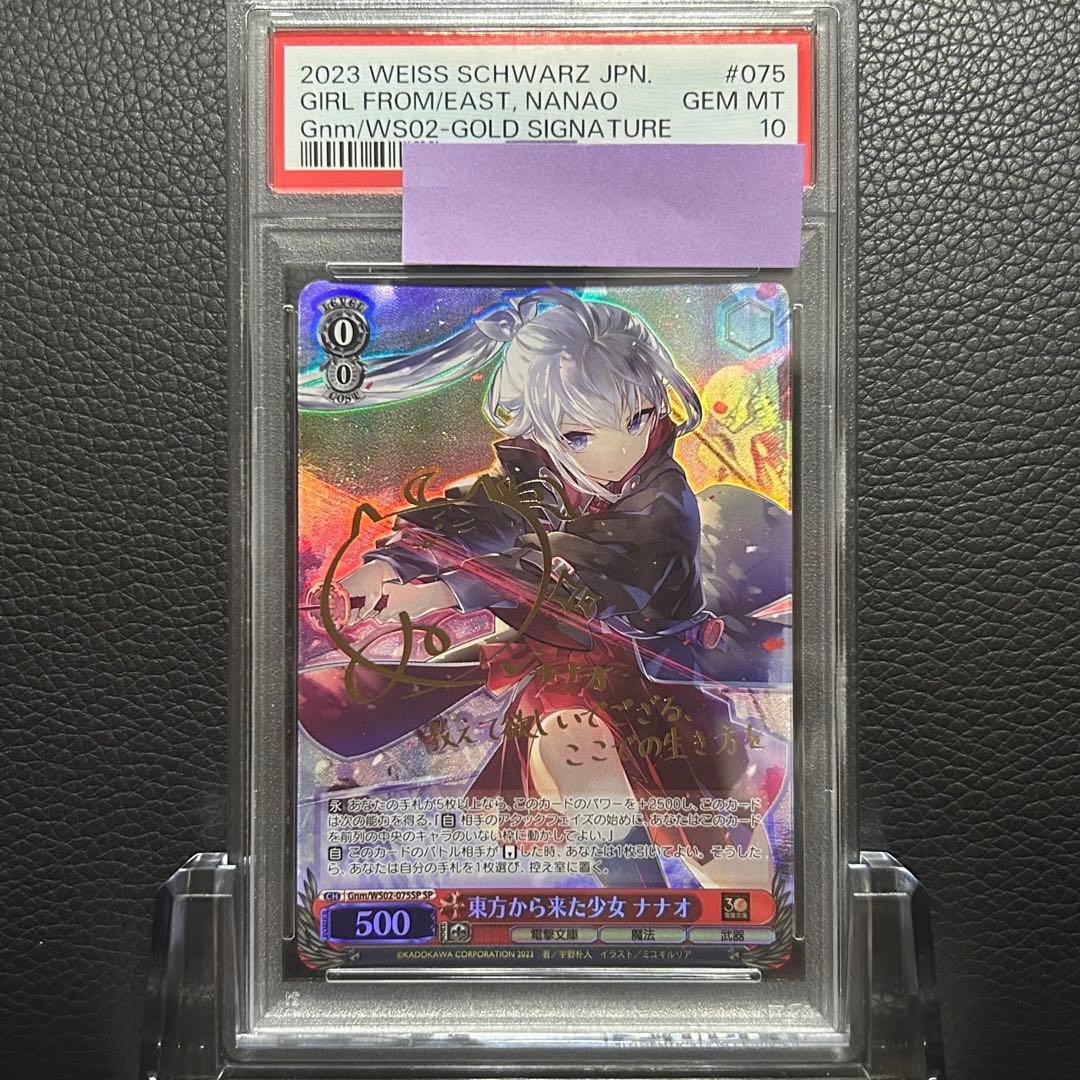 2023 WEISS SCHWARZ JPN. #075
GIRL FROM/EAST, NANAO GEM MT
Gnm/WS02-GOLD SIGNATURE 10
LEVEL
0
0
COST
ナナオ
教えて欲しいでござる、
ここでの生き方を
永 あなたの手札が5枚以上なら、このカードのパワーを+2500し、このカード
は次の能力を得る。「自 相手のアタックフェイズの始めに、あなたはこのカード
を前列の中央のキャラのいない枠に動かしてよい。」
自 このカードのバトル相手が した時、あなたは1枚引いてよい。そうした
ら、あなたは自分の手札を1枚選び、控え室に置く。
CH Gnm/WS02-075SP SP
500 東方から来た少女 ナナオ
30
電撃文庫
電撃文庫 魔法 武器
©KADOKAWA CORPORATION 2023 著/宇野朴人 イラスト/ミユキルリア